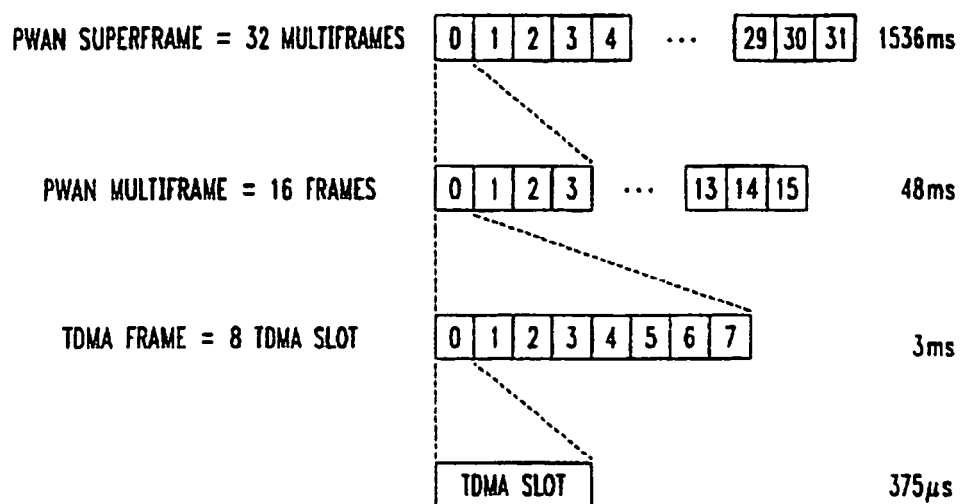 PWAN SUPERFRAME = 32 MULTIFRAMES 0 1 2 3 4 ... 29 30 31 1536ms
PWAN MULTIFRAME = 16 FRAMES 0 1 2 3 ... 13 14 15 48ms
TDMA FRAME = 8 TDMA SLOT 0 1 2 3 4 5 6 7 3ms
TDMA SLOT 375μs